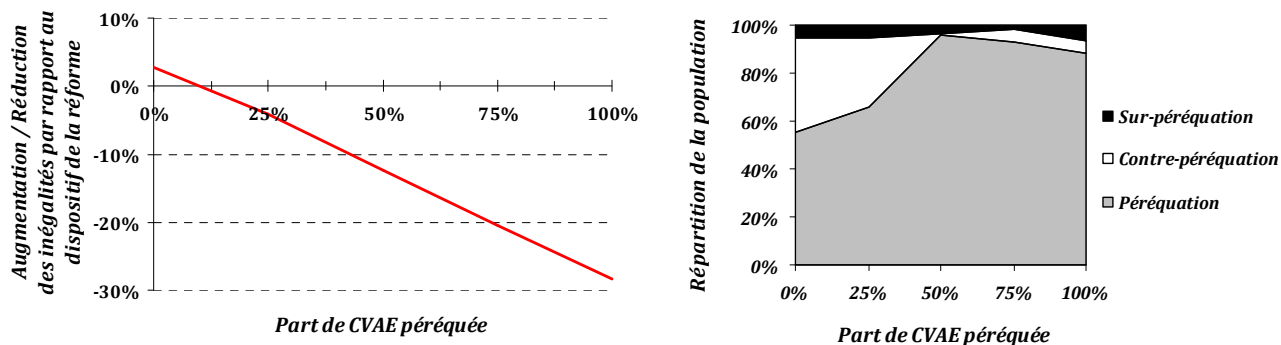 Augmentation / Réduction
des inégalités par rapport au
dispositif de la réforme
10%
0%
-10%
-20%
-30%
0%
25%
50%
75%
100%
Part de CVAE péréquée
Répartition de la population
100%
80%
60%
40%
20%
0%
0%
25%
50%
75%
100%
Part de CVAE péréquée
Sur-péréquation
Contre-péréquation
Péréquation